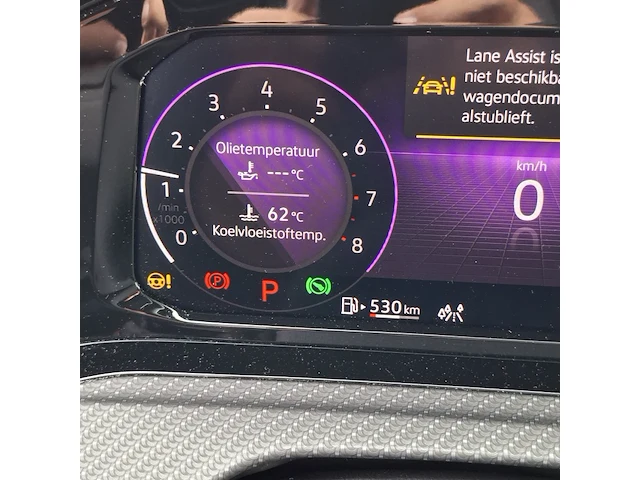 Lane Assist is
niet beschikba
wagendocum
alstublieft.
km/h
0
0
1
2
3
4
5
6
7
8
/min
x1000
Olietemperatuur
---°C
62°C
Koelvloeistoftemp.
P
P
530 km